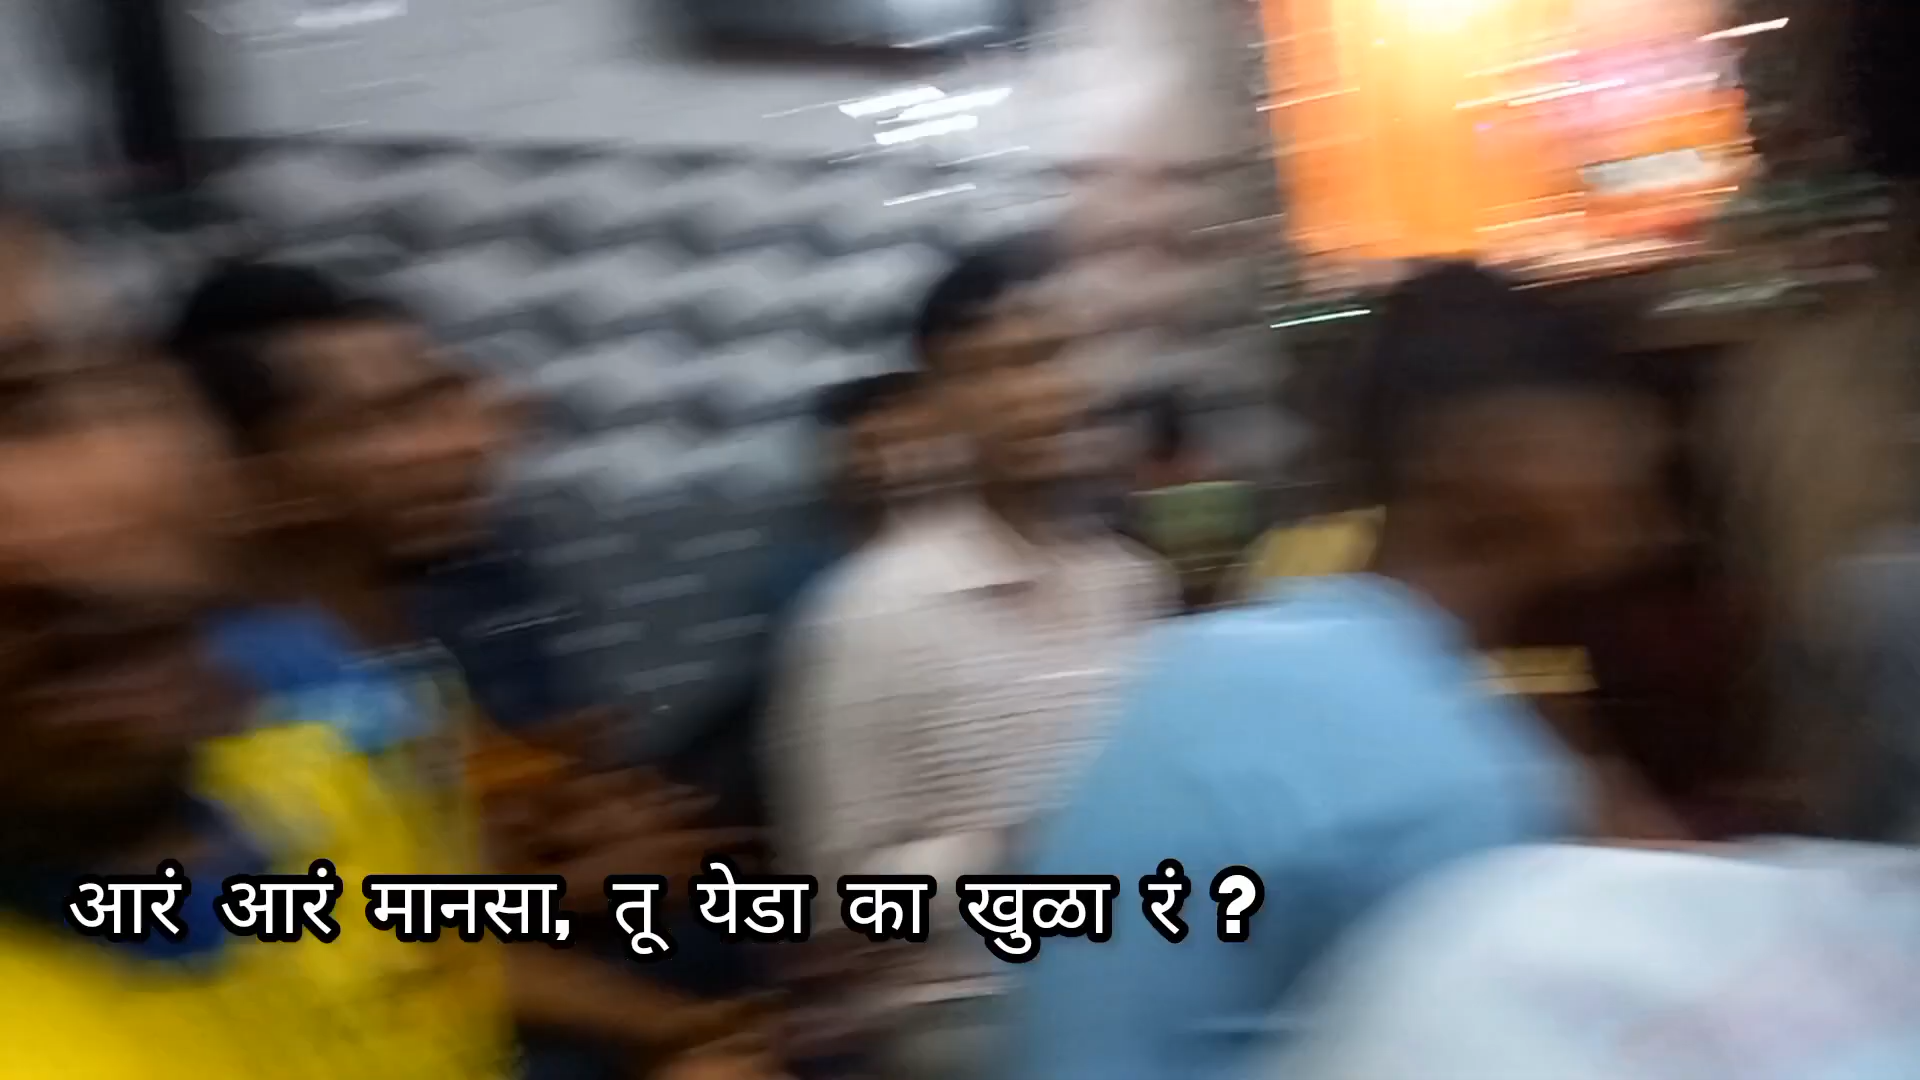 आरं आरं मानसा, तू येडा का खुळा रं ?